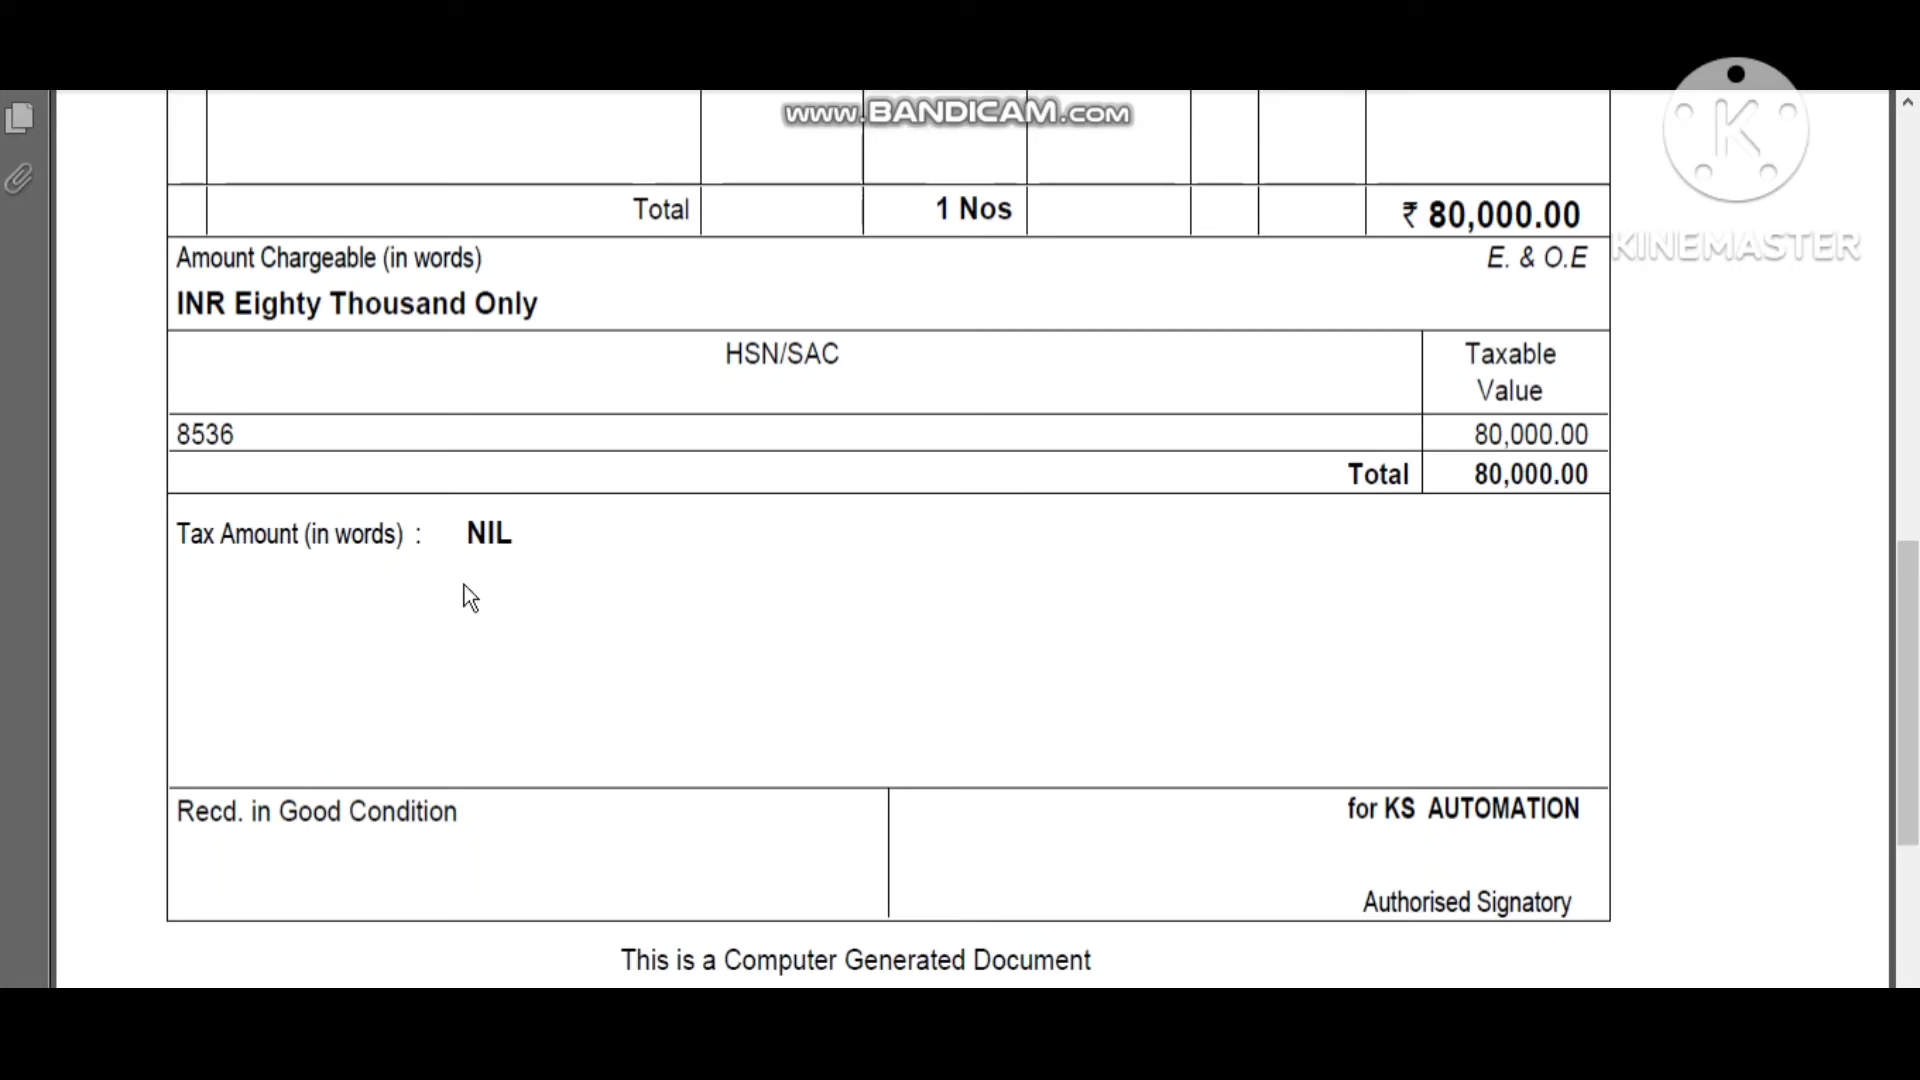 www.BANDICAM.com
K
KINEMASTER
Total 1 Nos ₹ 80,000.00
Amount Chargeable (in words) E. & O.E
INR Eighty Thousand Only
HSN/SAC Taxable
Value
8536 80,000.00
Total 80,000.00
Tax Amount (in words) : NIL
Recd. in Good Condition for KS AUTOMATION
Authorised Signatory
This is a Computer Generated Document